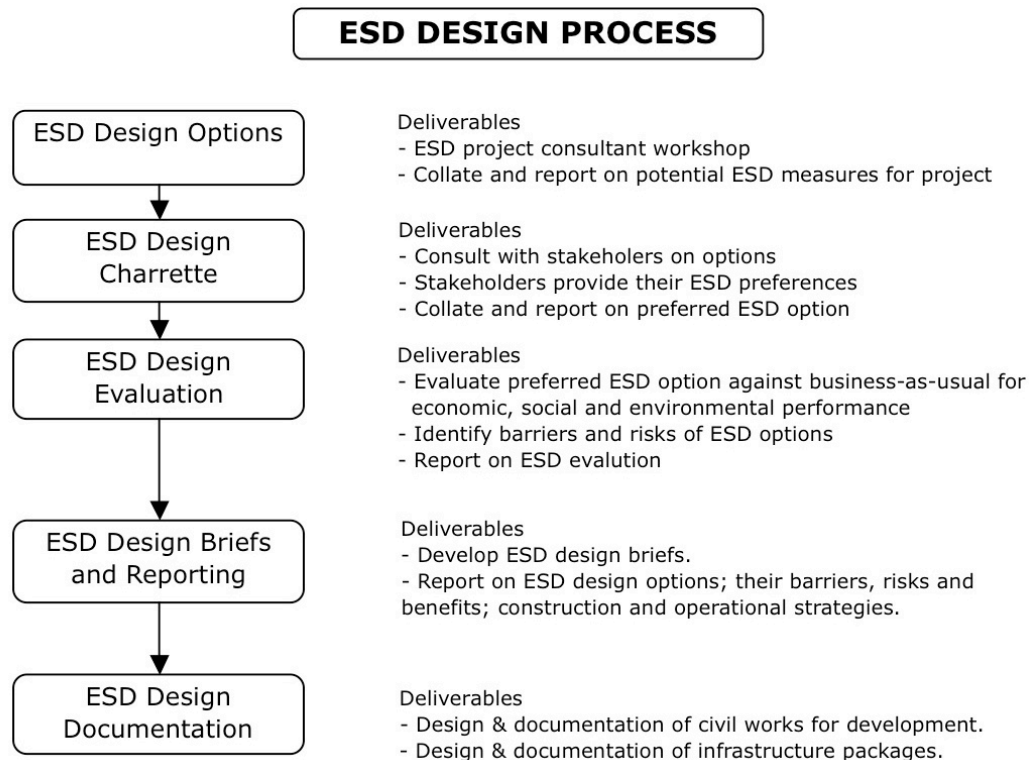 ESD DESIGN PROCESS
ESD Design Options
Deliverables
- ESD project consultant workshop
- Collate and report on potential ESD measures for project
ESD Design
Charrette
Deliverables
- Consult with stakeholers on options
- Stakeholders provide their ESD preferences
- Collate and report on preferred ESD option
ESD Design
Evaluation
Deliverables
- Evaluate preferred ESD option against business-as-usual for
economic, social and environmental performance
- Identify barriers and risks of ESD options
- Report on ESD evalution
ESD Design Briefs
and Reporting
Deliverables
- Develop ESD design briefs.
- Report on ESD design options; their barriers, risks and
benefits; construction and operational strategies.
ESD Design
Documentation
Deliverables
- Design & documentation of civil works for development.
- Design & documentation of infrastructure packages.